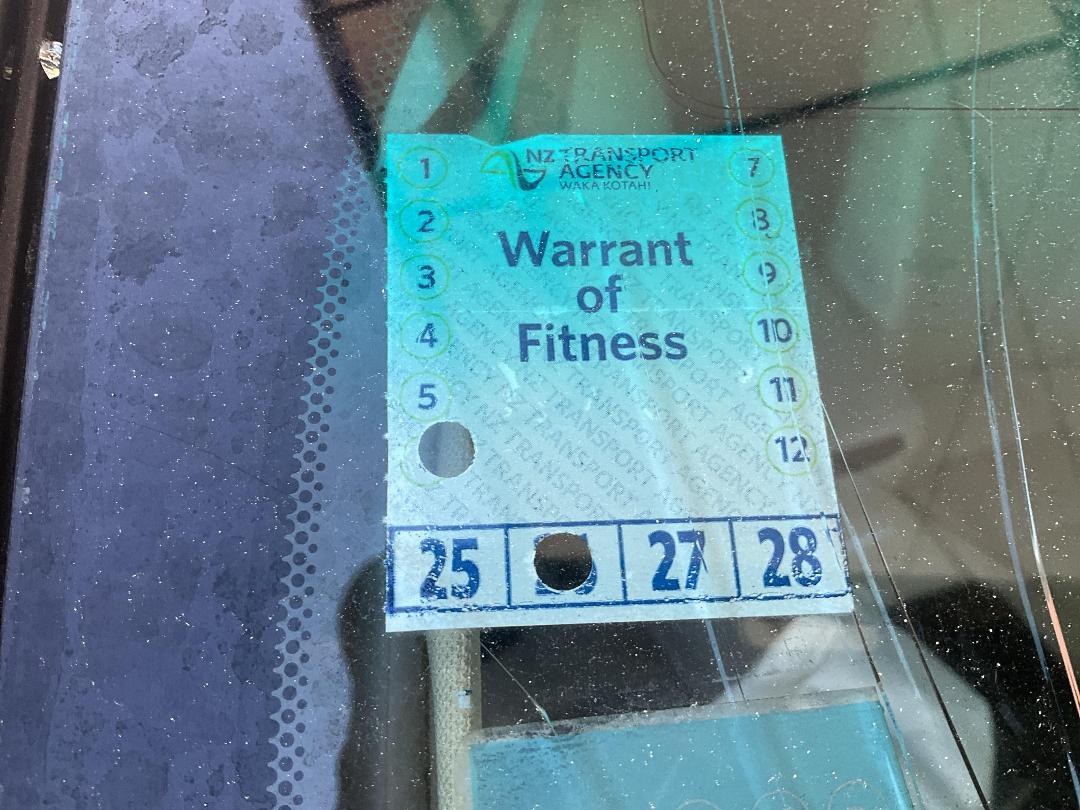 NZ TRANSPORT
AGENCY
WAKA KOTAHI
1
2
3
4
5
7
8
9
10
11
12
Warrant
of
Fitness
25
27
28